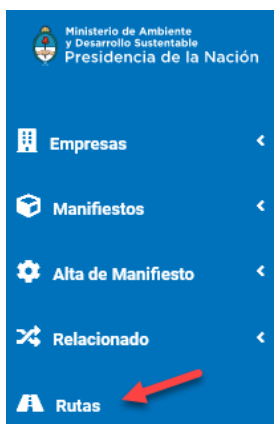 Ministerio de Ambiente
y Desarrollo Sustentable
Presidencia de la Nación
Empresas
Manifiestos
Alta de Manifiesto
Relacionado
Rutas